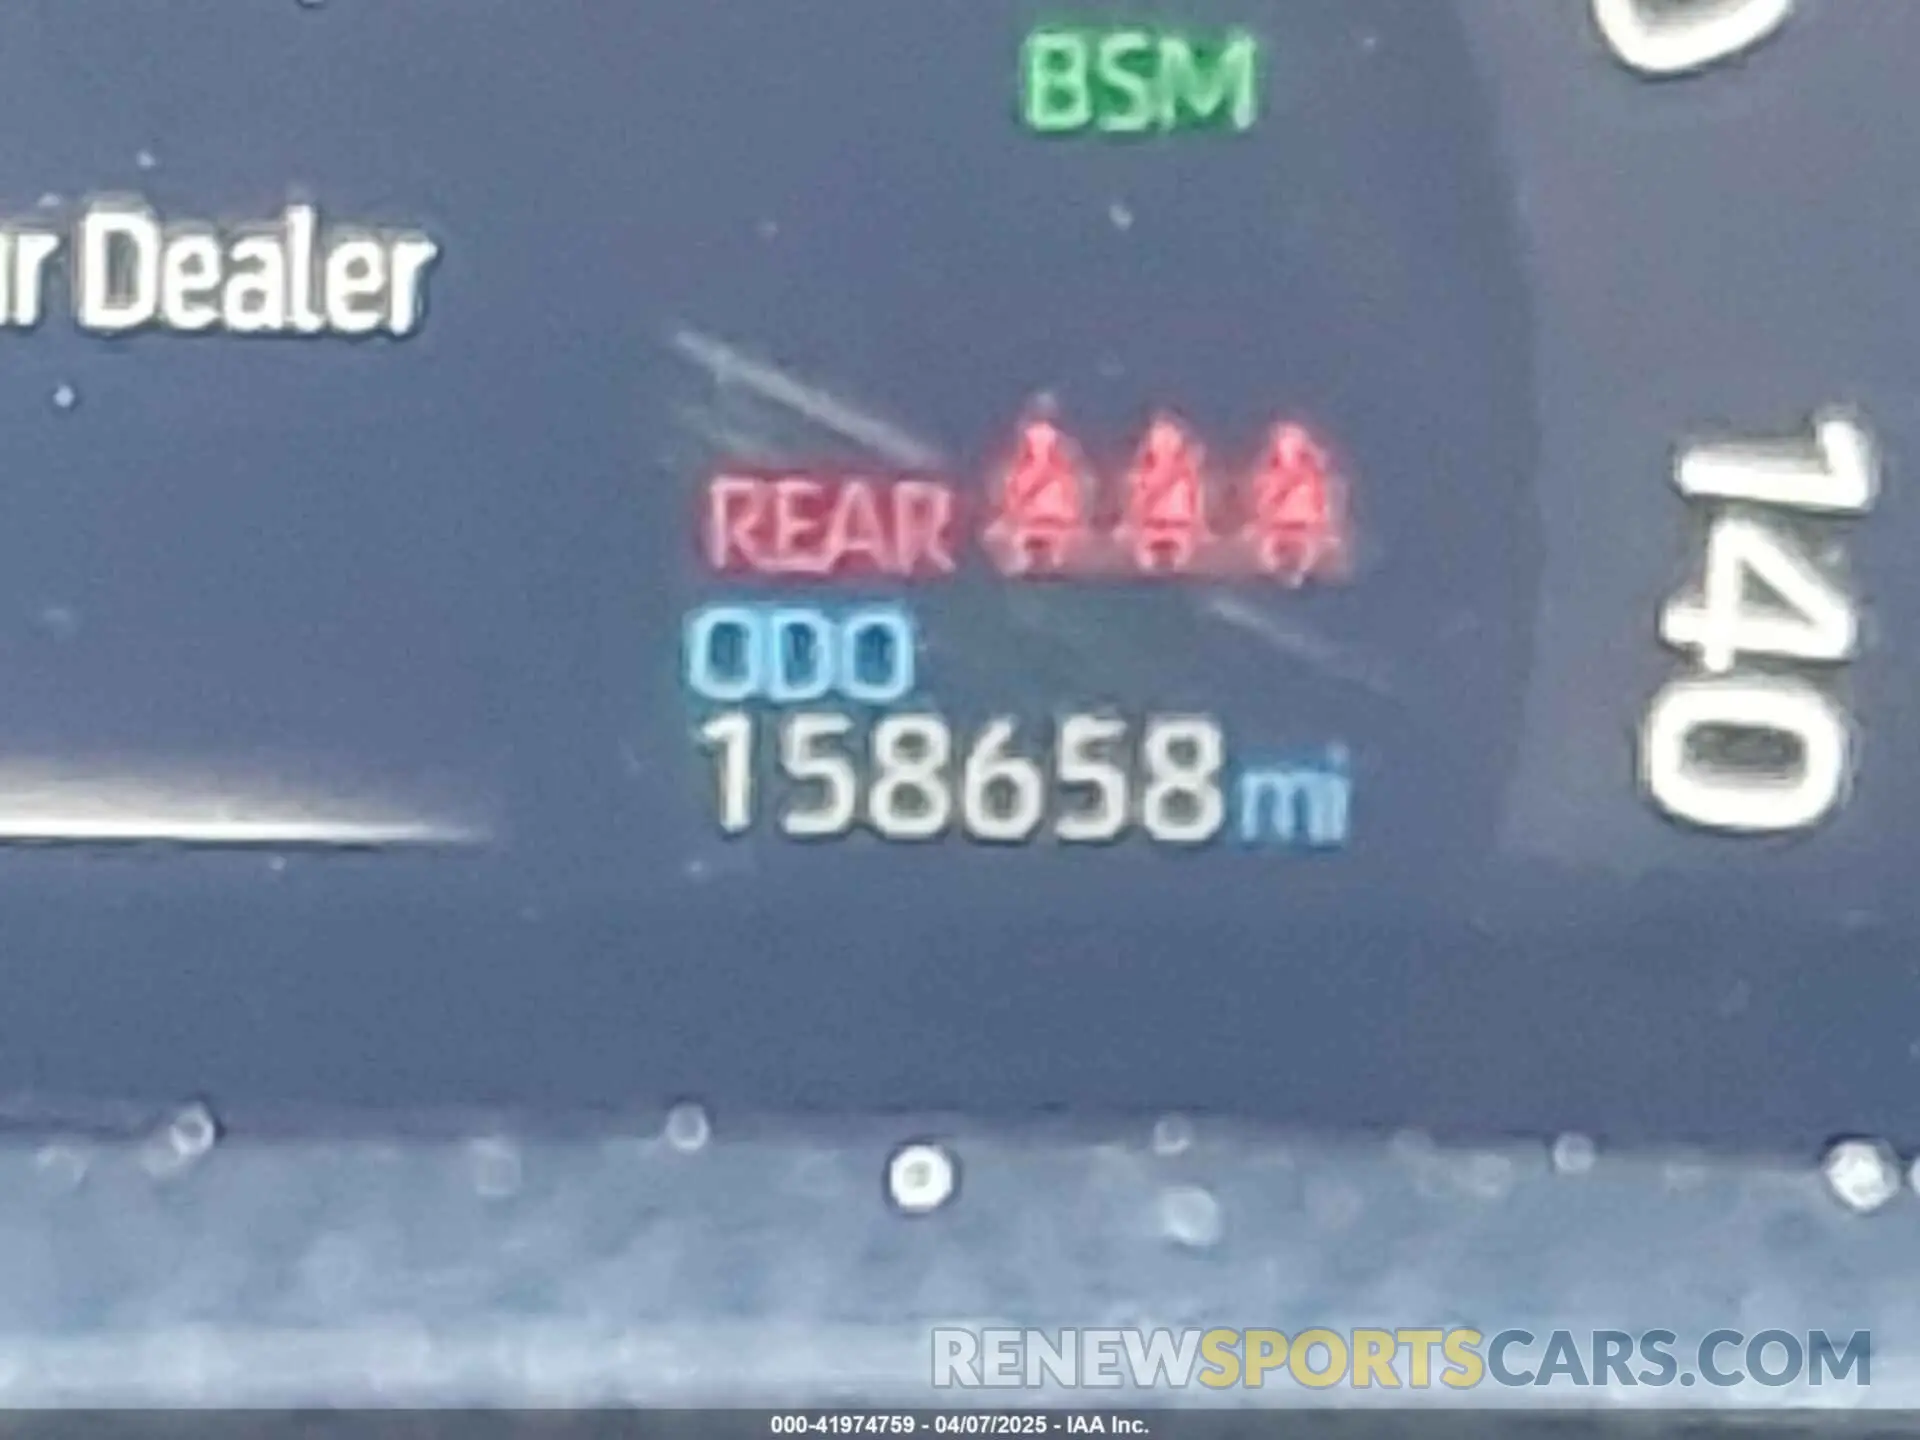 BSM
Dealer
REAR
ODO
158658 mi
140
RENEWSPORTSCARS.COM
000-41974759 - 04/07/2025 - IAA Inc.